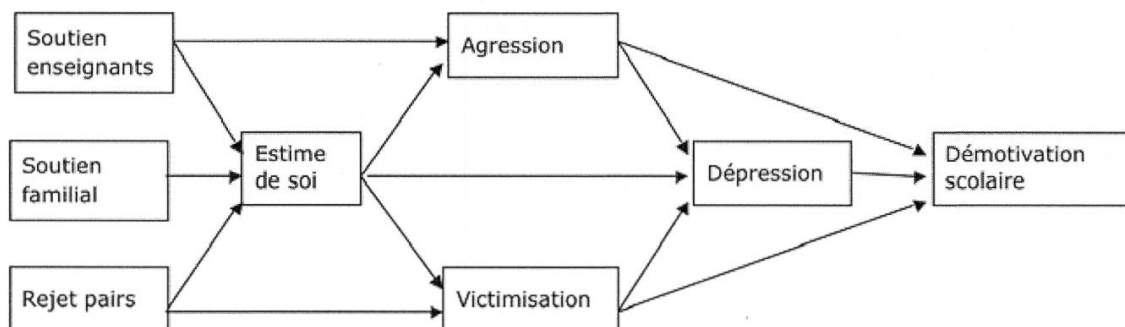 Soutien
enseignants
Agression
Soutien
familial
Estime
de soi
Dépression
Démotivation
scolaire
Rejet pairs
Victimisation